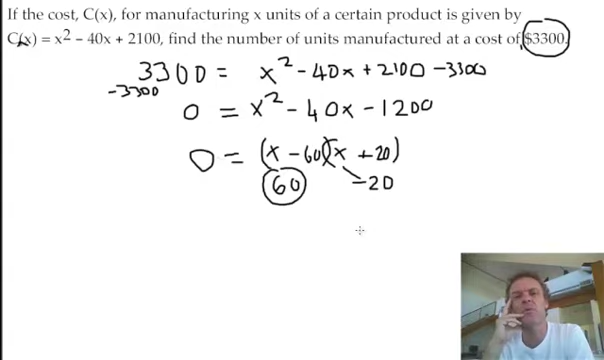 If the cost, C(x), for manufacturing x units of a certain product is given by
C(x) = x² – 40x + 2100, find the number of units manufactured at a cost of $3300.
3300 = x² - 40x + 2100 - 3300
-3300
0 = x² - 40x - 1200
0 = (x - 60)(x + 20)
60 -20